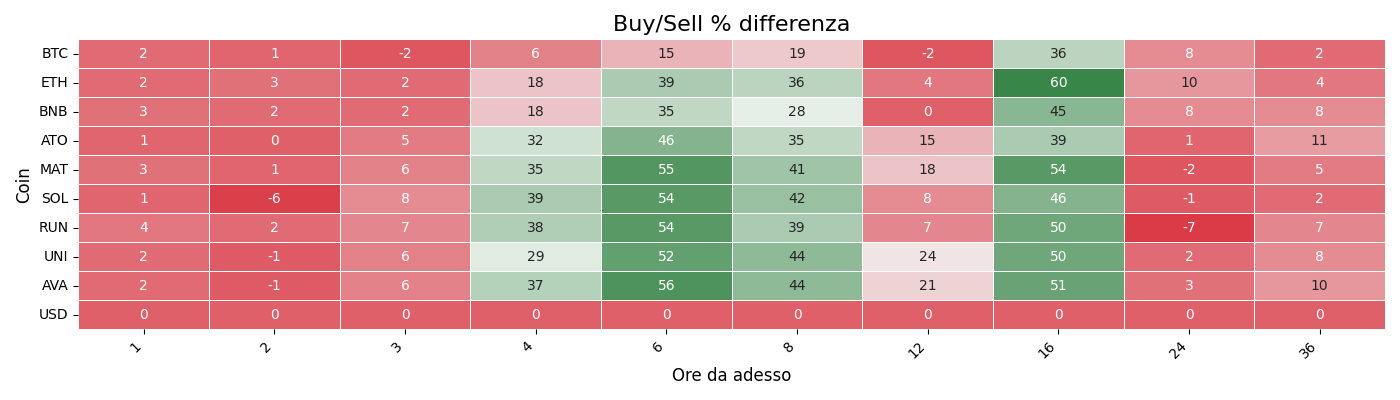 Buy/Sell % differenza
Coin
BTC 2 1 -2 6 15 19 -2 36 8 2
ETH 2 3 2 18 39 36 4 60 10 4
BNB 3 2 2 18 35 28 0 45 8 8
ATO 1 0 5 32 46 35 15 39 1 11
MAT 3 1 6 35 55 41 18 54 -2 5
SOL 1 -6 8 39 54 42 8 46 -1 2
RUN 4 2 7 38 54 39 7 50 -7 7
UNI 2 -1 6 29 52 44 24 50 2 8
AVA 2 -1 6 37 56 44 21 51 3 10
USD 0 0 0 0 0 0 0 0 0 0
1 2 3 4 6 8 12 16 24 36
Ore da adesso